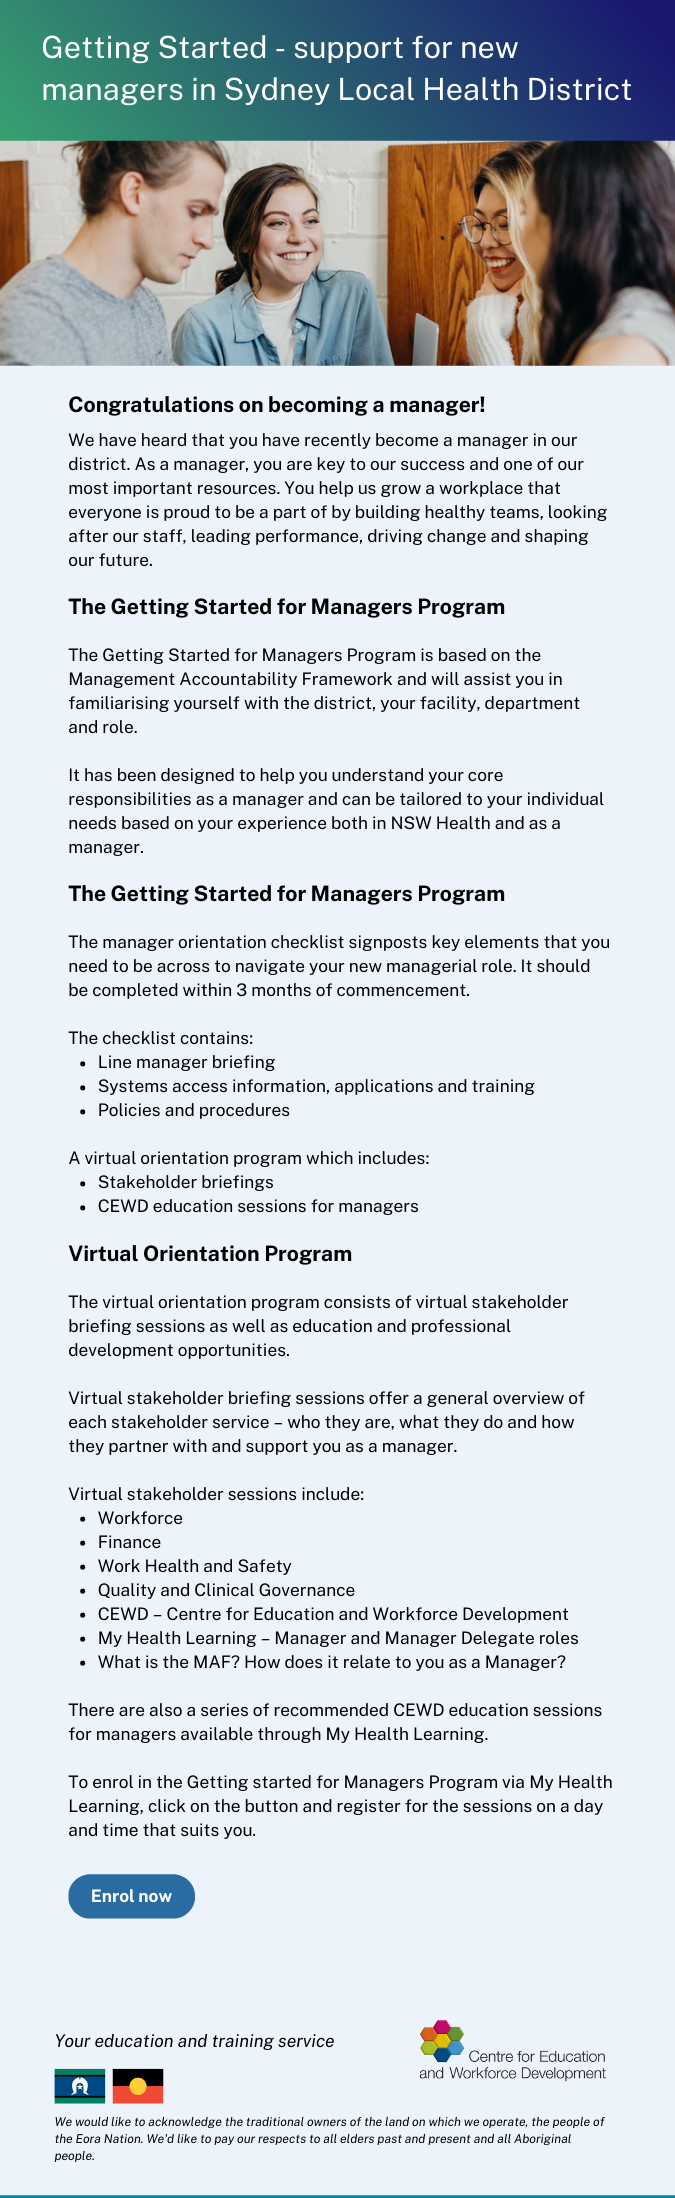 Getting Started - support for new
managers in Sydney Local Health District
Congratulations on becoming a manager!
We have heard that you have recently become a manager in our
district. As a manager, you are key to our success and one of our
most important resources. You help us grow a workplace that
everyone is proud to be a part of by building healthy teams, looking
after our staff, leading performance, driving change and shaping
our future.
The Getting Started for Managers Program
The Getting Started for Managers Program is based on the
Management Accountability Framework and will assist you in
familiarising yourself with the district, your facility, department
and role.
It has been designed to help you understand your core
responsibilities as a manager and can be tailored to your individual
needs based on your experience both in NSW Health and as a
manager.
The Getting Started for Managers Program
The manager orientation checklist signposts key elements that you
need to be across to navigate your new managerial role. It should
be completed within 3 months of commencement.
The checklist contains:
• Line manager briefing
• Systems access information, applications and training
• Policies and procedures
A virtual orientation program which includes:
• Stakeholder briefings
• CEWD education sessions for managers
Virtual Orientation Program
The virtual orientation program consists of virtual stakeholder
briefing sessions as well as education and professional
development opportunities.
Virtual stakeholder briefing sessions offer a general overview of
each stakeholder service – who they are, what they do and how
they partner with and support you as a manager.
Virtual stakeholder sessions include:
• Workforce
• Finance
• Work Health and Safety
• Quality and Clinical Governance
• CEWD – Centre for Education and Workforce Development
• My Health Learning – Manager and Manager Delegate roles
• What is the MAF? How does it relate to you as a Manager?
There are also a series of recommended CEWD education sessions
for managers available through My Health Learning.
To enrol in the Getting started for Managers Program via My Health
Learning, click on the button and register for the sessions on a day
and time that suits you.
Enrol now
Your education and training service
Centre for Education
and Workforce Development
We would like to acknowledge the traditional owners of the land on which we operate, the people of
the Eora Nation. We'd like to pay our respects to all elders past and present and all Aboriginal
people.